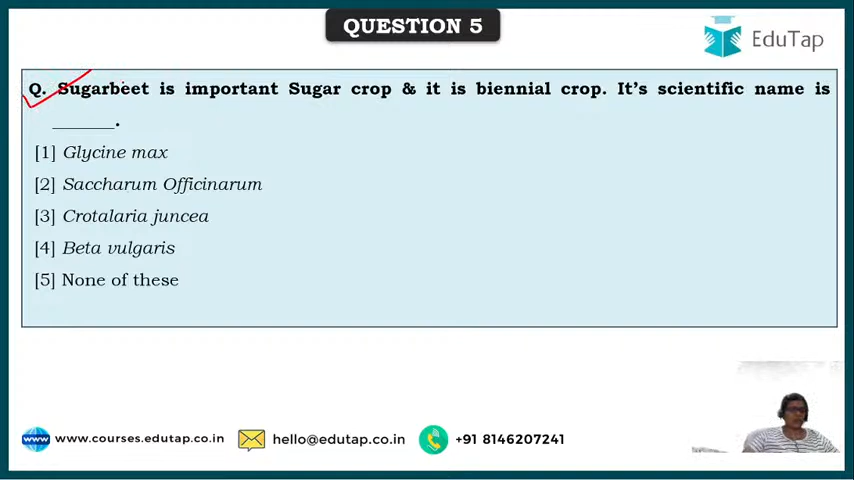 QUESTION 5
EduTap
Q. Sugarbeet is important Sugar crop & it is biennial crop. It's scientific name is
______.
[1] Glycine max
[2] Saccharum Officinarum
[3] Crotalaria juncea
[4] Beta vulgaris
[5] None of these
www www.courses.edutap.co.in hello@edutap.co.in +91 8146207241